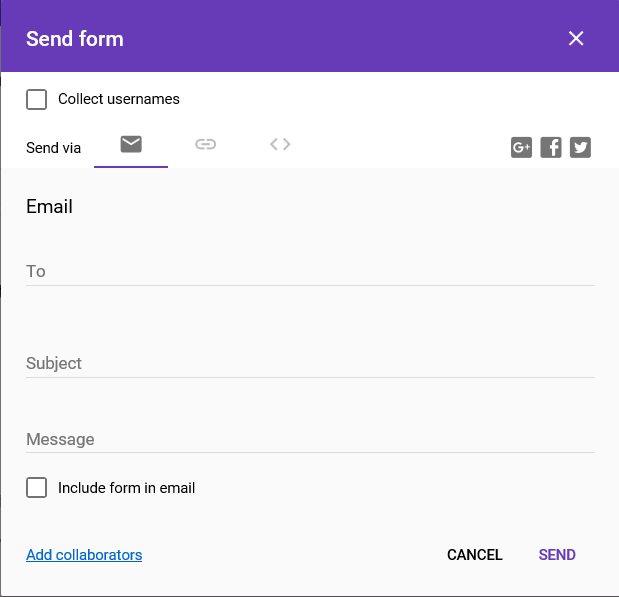 Send form
Collect usernames
Send via
G+
Email
To
Subject
Message
Include form in email
Add collaborators CANCEL SEND